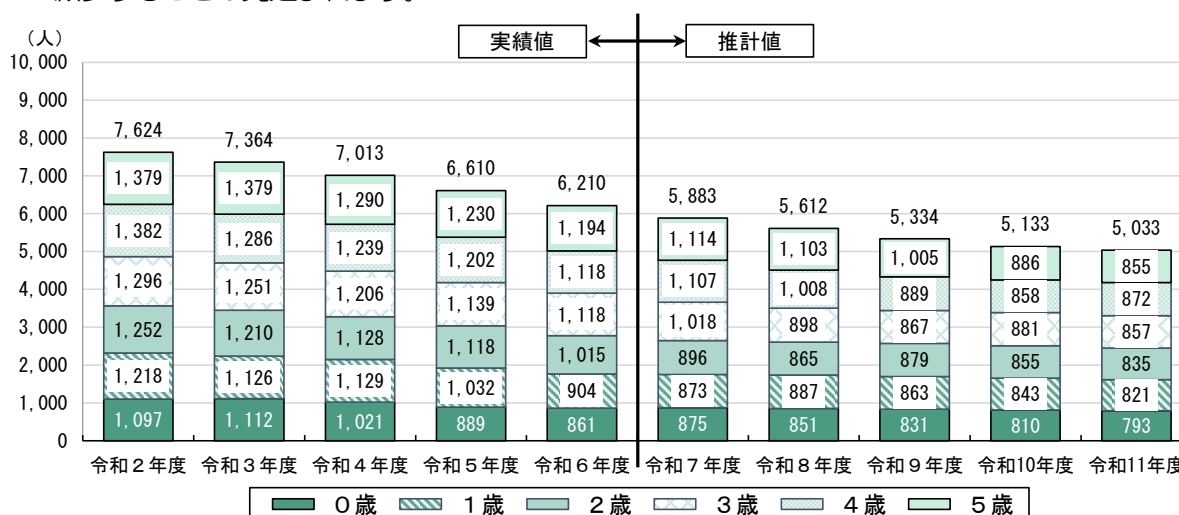 （人）
実績値
推計値
10,000
9,000
8,000
7,000
6,000
5,000
4,000
3,000
2,000
1,000
0
7,624 7,364 7,013 6,610 6,210 5,883 5,612 5,334 5,133 5,033
1,379 1,379 1,290 1,230 1,194 1,114 1,103 1,005 886 855
1,382 1,286 1,239 1,202 1,118 1,107 1,008 889 858 872
1,296 1,251 1,206 1,139 1,118 1,018 898 867 881 857
1,252 1,210 1,128 1,118 1,015 896 865 879 855 835
1,218 1,126 1,129 1,032 904 873 887 863 843 821
1,097 1,112 1,021 889 861 875 851 831 810 793
令和２年度 令和３年度 令和４年度 令和５年度 令和６年度 令和７年度 令和８年度 令和９年度 令和10年度 令和11年度
０歳 １歳 ２歳 ３歳 ４歳 ５歳